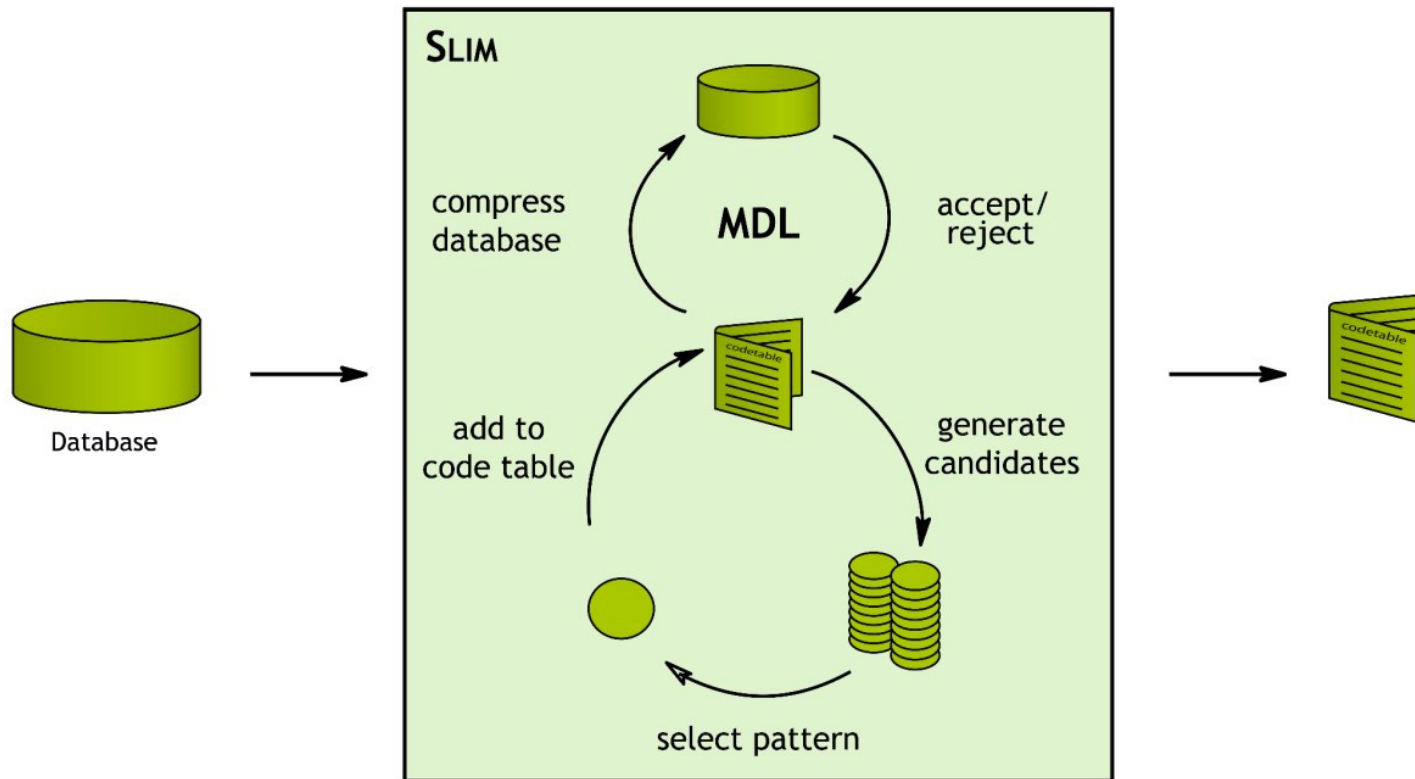 SLIM
compress
database
MDL
accept/
reject
codetable
codetable
Database
add to
code table
generate
candidates
select pattern